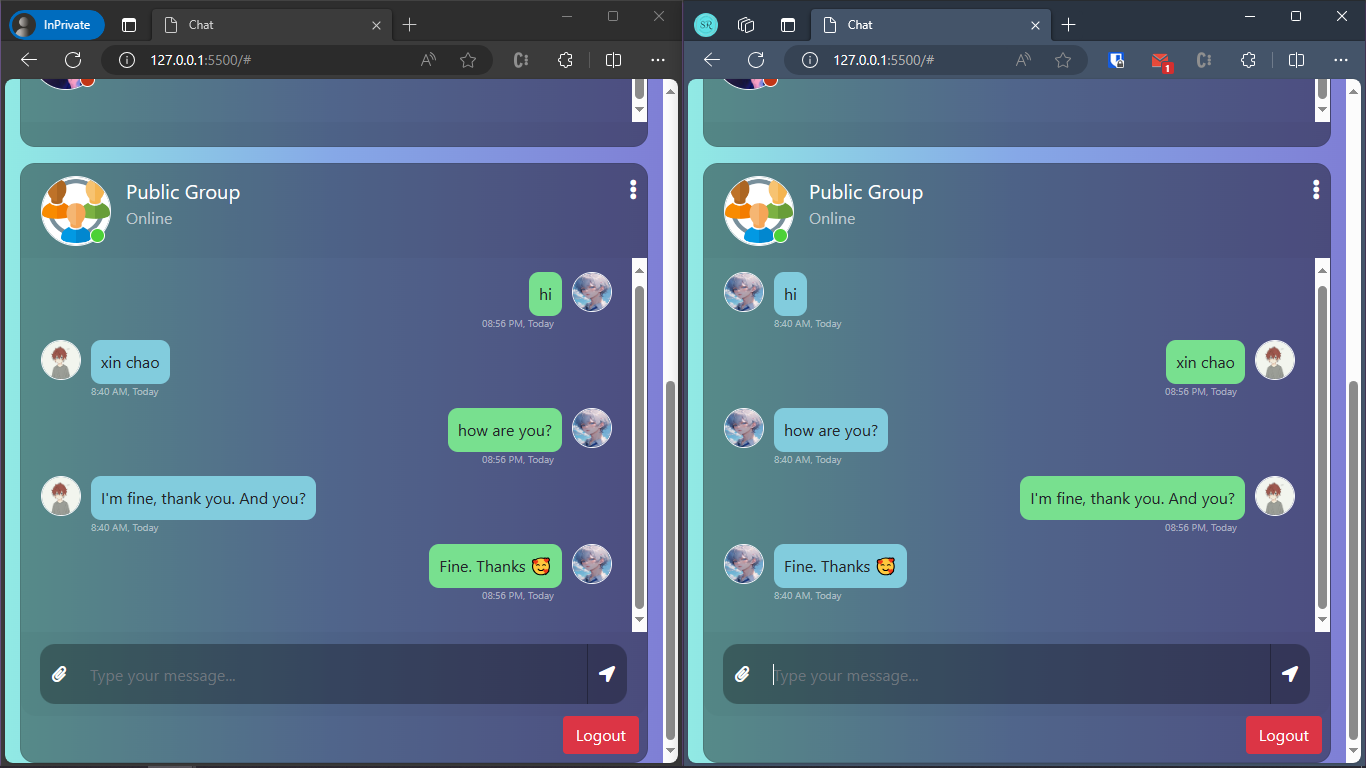 InPrivate
Chat
127.0.0.1:5500/#
Public Group
Online
hi
08:56 PM, Today
xin chao
8:40 AM, Today
how are you?
08:56 PM, Today
I'm fine, thank you. And you?
8:40 AM, Today
Fine. Thanks 🥰
08:56 PM, Today
Type your message...
Logout
SR
Chat
127.0.0.1:5500/#
1
Public Group
Online
hi
8:40 AM, Today
xin chao
08:56 PM, Today
how are you?
8:40 AM, Today
I'm fine, thank you. And you?
08:56 PM, Today
Fine. Thanks 🥰
8:40 AM, Today
Type your message...
Logout